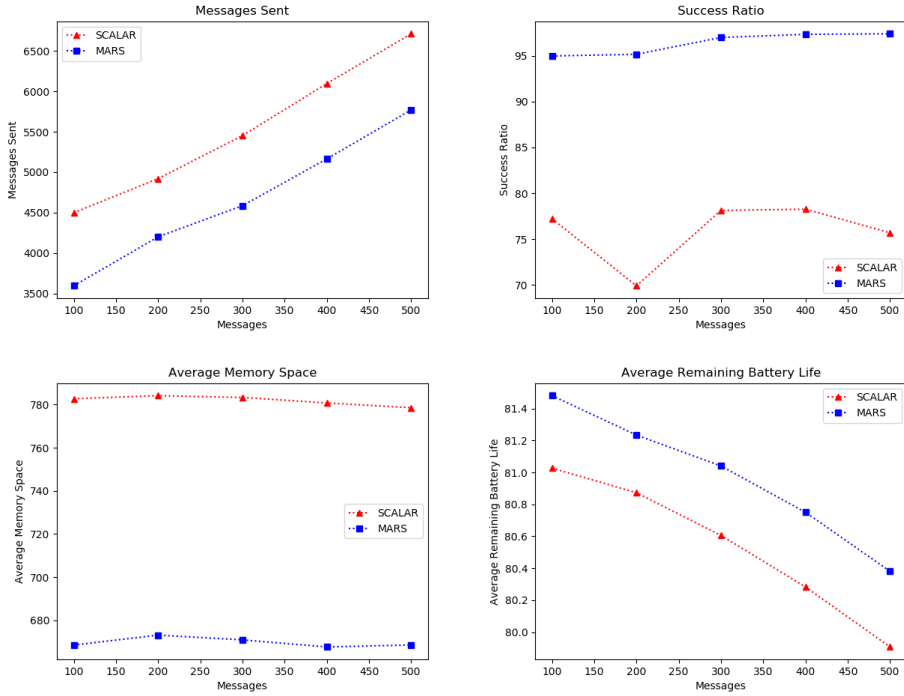 Messages Sent
Messages Sent
6500
6000
5500
5000
4500
4000
3500
SCALAR
MARS
100 150 200 250 300 350 400 450 500
Messages
Success Ratio
Success Ratio
95
90
85
80
75
70
SCALAR
MARS
100 150 200 250 300 350 400 450 500
Messages
Average Memory Space
Average Memory Space
780
760
740
720
700
680
SCALAR
MARS
100 150 200 250 300 350 400 450 500
Messages
Average Remaining Battery Life
Average Remaining Battery Life
81.4
81.2
81.0
80.8
80.6
80.4
80.2
80.0
SCALAR
MARS
100 150 200 250 300 350 400 450 500
Messages